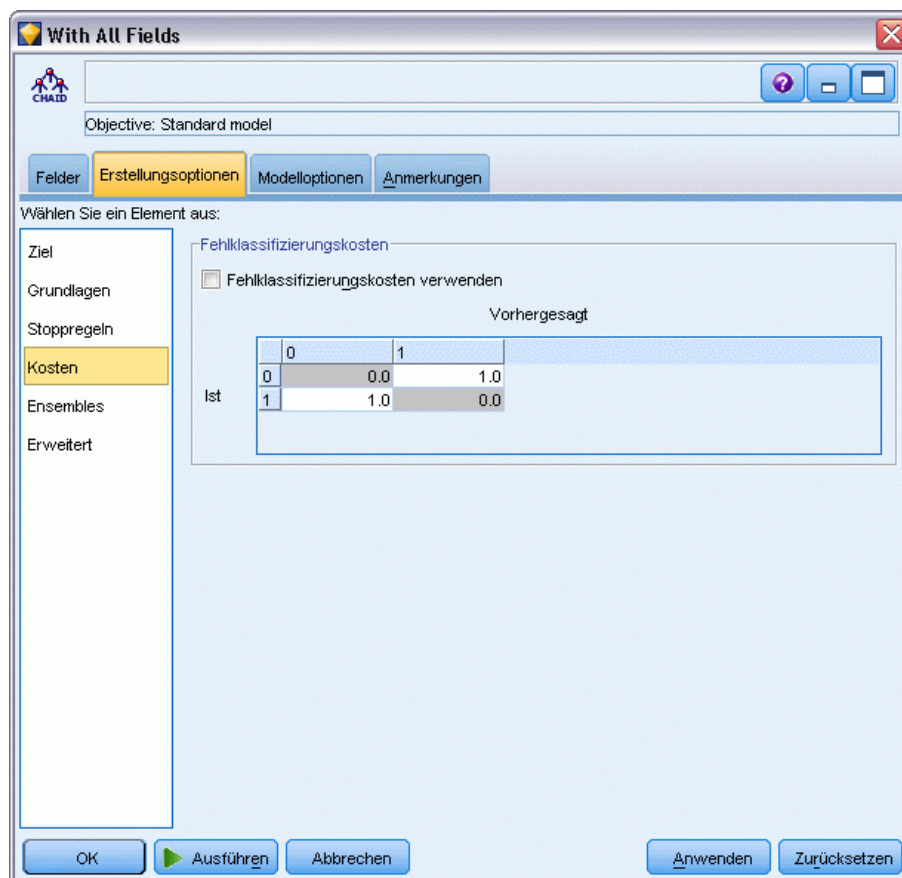 With All Fields
CHAID
Objective: Standard model
Felder Erstellungsoptionen Modelloptionen Anmerkungen
Wählen Sie ein Element aus:
Ziel
Grundlagen
Stoppregeln
Kosten
Ensembles
Erweitert
Fehlklassifizierungskosten
Fehlklassifizierungskosten verwenden
Vorhergesagt
0 1
0 0.0 1.0
Ist
1 1.0 0.0
OK Ausführen Abbrechen Anwenden Zurücksetzen